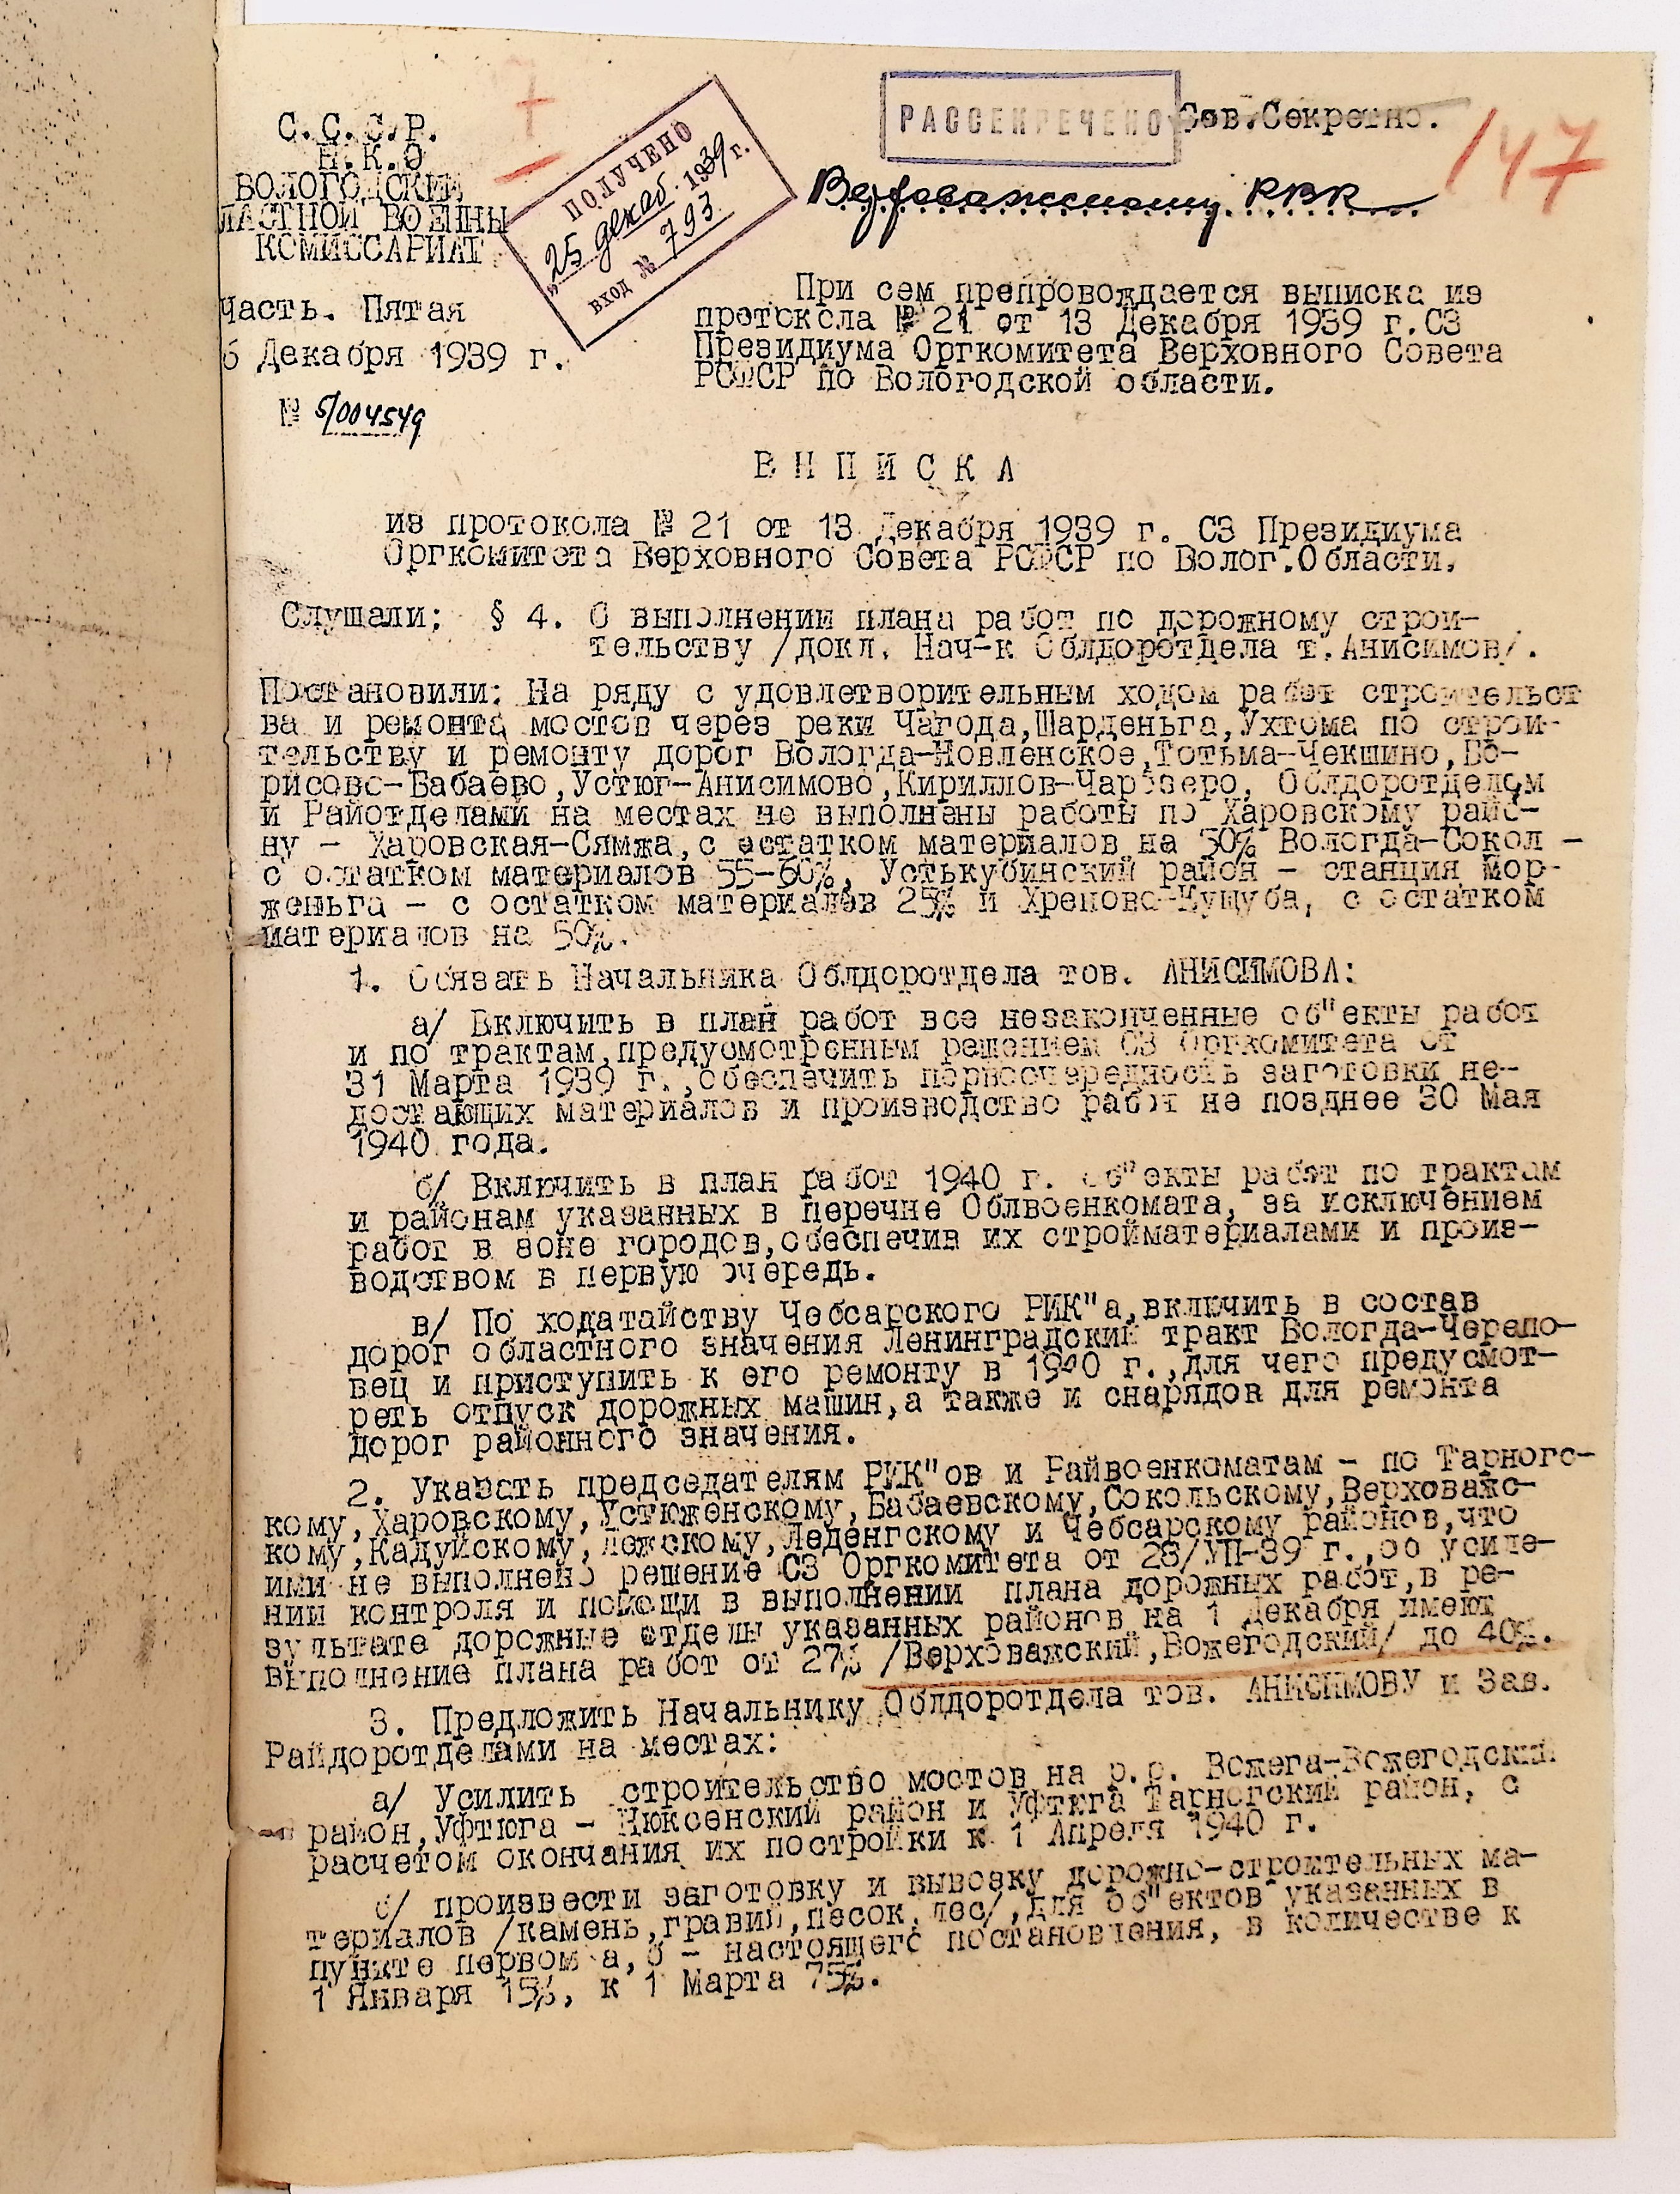 РАССЕКРЕЧЕНО
Сов.Секретно.
147
С.С.С.Р.
Н.К.О
ВОЛОГОДСКИЙ
ЛАСТНОЙ ВОЕННЫ
КОМИССАРИАТ
ПОЛУЧЕНО
"25 декаб. 1939 г.
ВХОД № 793
Верховажскому РВК
часть. Пятая
6 Декабря 1939 г.
№ 5/004549
При сем препровождается выписка из
протокола № 21 от 13 Декабря 1939 г.СЗ
Президиума Оргкомитета Верховного Совета
РСФСР по Вологодской области.
ВЫПИСКА
из протокола № 21 от 13 Декабря 1939 г. СЗ Президиума
Оргкомитета Верховного Совета РСФСР по Волог.Области.
Слушали: § 4. О выполнении плана работ по дорожному строи-
тельству /докл. Нач-к Облдоротдела т.Анисимов/.
Постановили: На ряду с удовлетворительным ходом работ строительст
ва и ремонта мостов через реки Чагода,Шарденьга,Ухтома по строи-
тельству и ремонту дорог Вологда-Новленское,Тотьма-Чекшино,Бо-
рисово-Бабаево,Устюг-Анисимово,Кириллов-Чарозеро, Облдоротделом
и Райотделами на местах не выполнены работы по Харовскому райо-
ну - Харовская-Сямжа,с остатком материалов на 50% Вологда-Сокол -
с остатком материалов 55-60%, Устькубинский район - станция Мор-
женьга - с остатком материалов 25% и Хреново-Кущуба, с остатком
материалов на 50%.
1. Обязать Начальника Облдоротдела тов. АНИСИМОВА:
а/ Включить в план работ все незаконченные об"екты работ
и по трактам,предусмотренным решением СЗ Оргкомитета от
31 Марта 1939 г.,обеспечить первоочередность заготовки не-
достающих материалов и производство работ не позднее 30 Мая
1940 года.
б/ Включить в план работ 1940 г. об"екты работ по трактам
и районам указанных в перечне Облвоенкомата, за исключением
работ в зоне городов,обеспечив их стройматериалами и произ-
водством в первую очередь.
в/ По ходатайству Чебсарского РИК"а,включить в состав
дорог областного значения Ленинградский тракт Вологда-Черепо-
вец и приступить к его ремонту в 1940 г.,для чего предусмот-
реть отпуск дорожных машин,а также и снарядов для ремонта
дорог районного значения.
2. Указать председателям РИК"ов и Райвоенкоматам - по Тарногс-
кому,Харовскому,Устюженскому,Бабаевскому,Сокольскому,Верховажс-
кому,Кадуйскому,Лежскому,Леденгскому и Чебсарскому районов,что
ими не выполнено решение СЗ Оргкомитета от 28/УП-39 г.,об усиле-
нии контроля и помощи в выполнении плана дорожных работ,в ре-
зультате дорожные отделы указанных районов на 1 Декабря имеют
выполнение плана работ от 27% /Верховажский,Вожегодский/ до 40%.
3. Предложить Начальнику Облдоротдела тов. АНИСИМОВУ и Зав.
Райдоротделами на местах:
а/ Усилить строительство мостов на р.р. Вожега-Вожегодский
район,Уфтюга - Нюксенский район и Уфтюга Тарногский район, с
расчетом окончания их постройки к 1 Апреля 1940 г.
б/ произвести заготовку и вывозку дорожно-строительных ма-
териалов /камень,гравий,песок,лес/,для об"ектов указанных в
пункте первом а,б - настоящего постановления, в количестве к
1 Января 15%, к 1 Марта 75%.